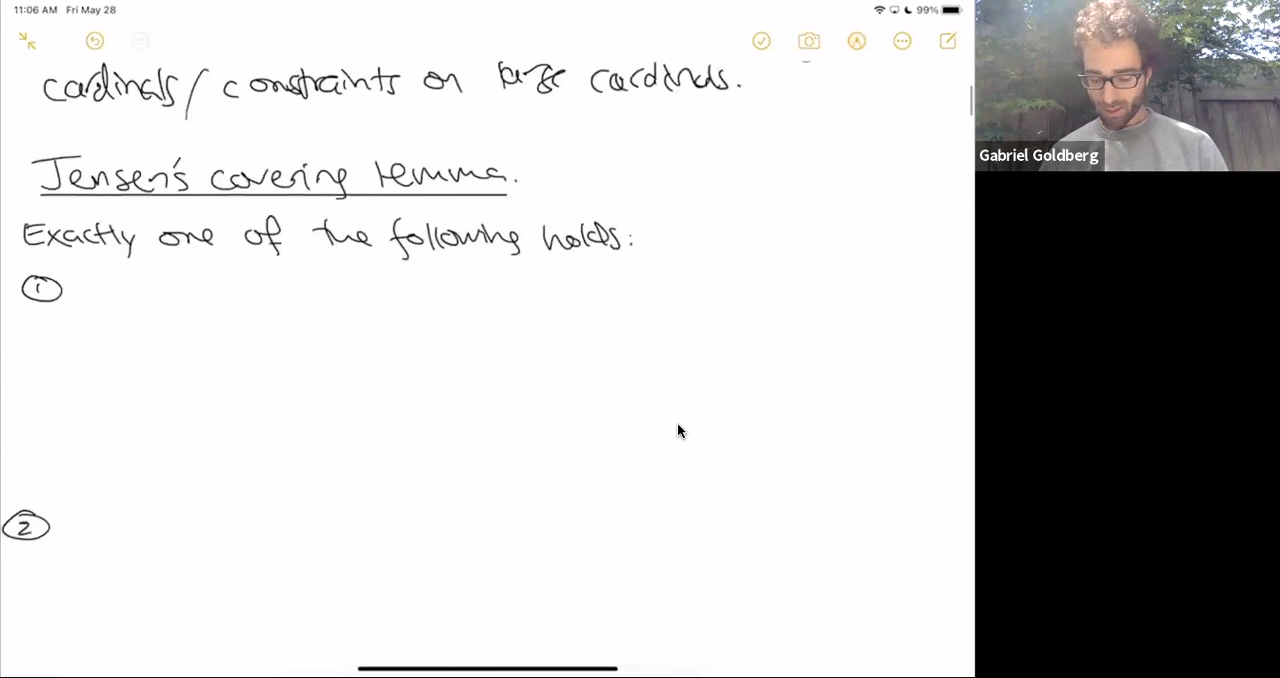 11:06 AM Fri May 28
99%
cardinals/constraints on large cardinals.
Jensen's covering lemma.
Exactly one of the following holds:
1
2
Gabriel Goldberg